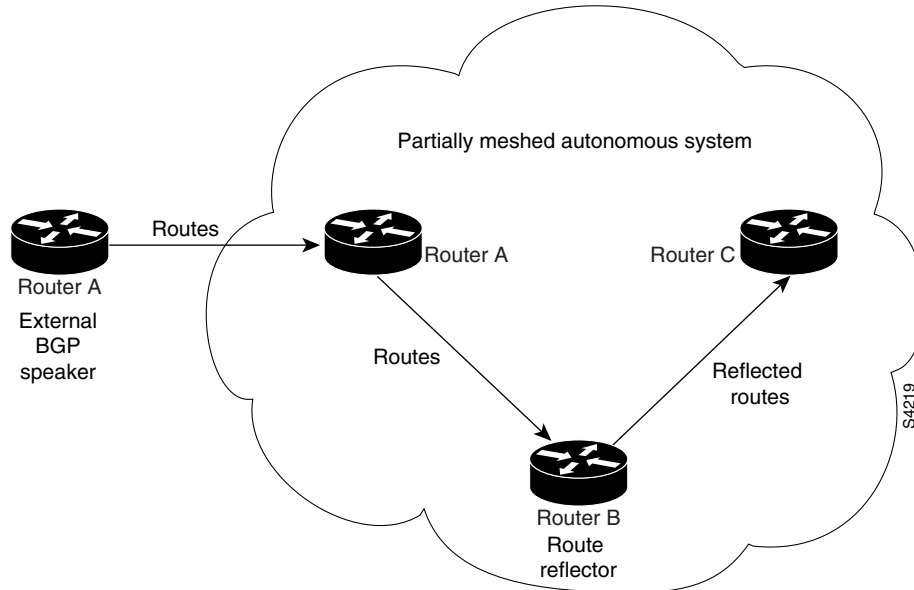 Partially meshed autonomous system
Routes
Router A
External
BGP
speaker
Router A
Router C
Routes
Reflected
routes
Router B
Route
reflector
S4219